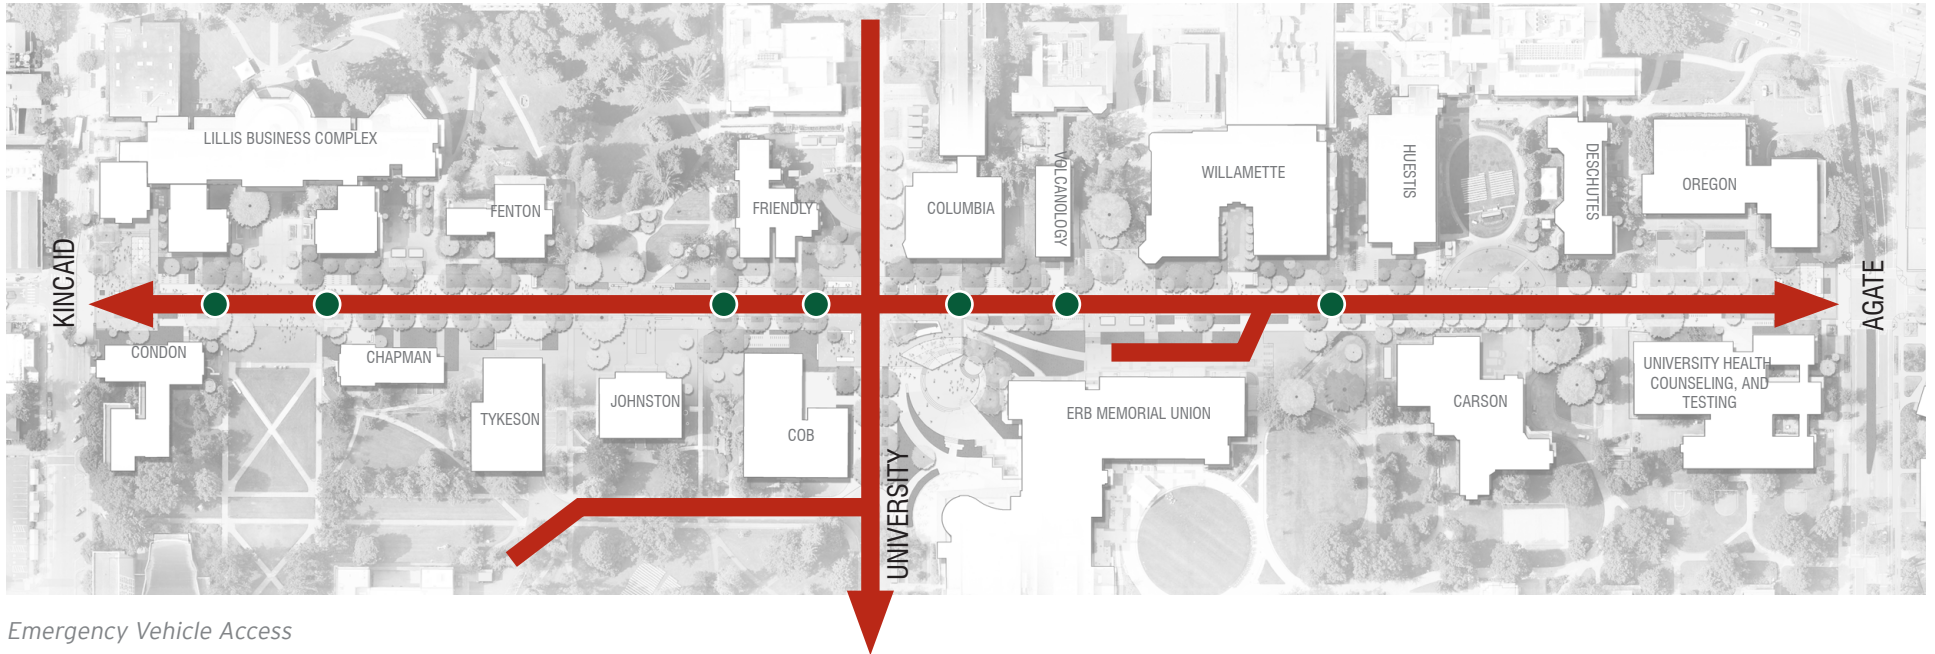 LILLIS BUSINESS COMPLEX
FENTON
FRIENDLY
COLUMBIA
VOLCANOLOGY
WILLAMETTE
HUESTIS
DESCHUTES
OREGON
KINCAID
AGATE
CONDON
CHAPMAN
TYKESON
JOHNSTON
COB
UNIVERSITY
ERB MEMORIAL UNION
CARSON
UNIVERSITY HEALTH
COUNSELING, AND
TESTING
Emergency Vehicle Access